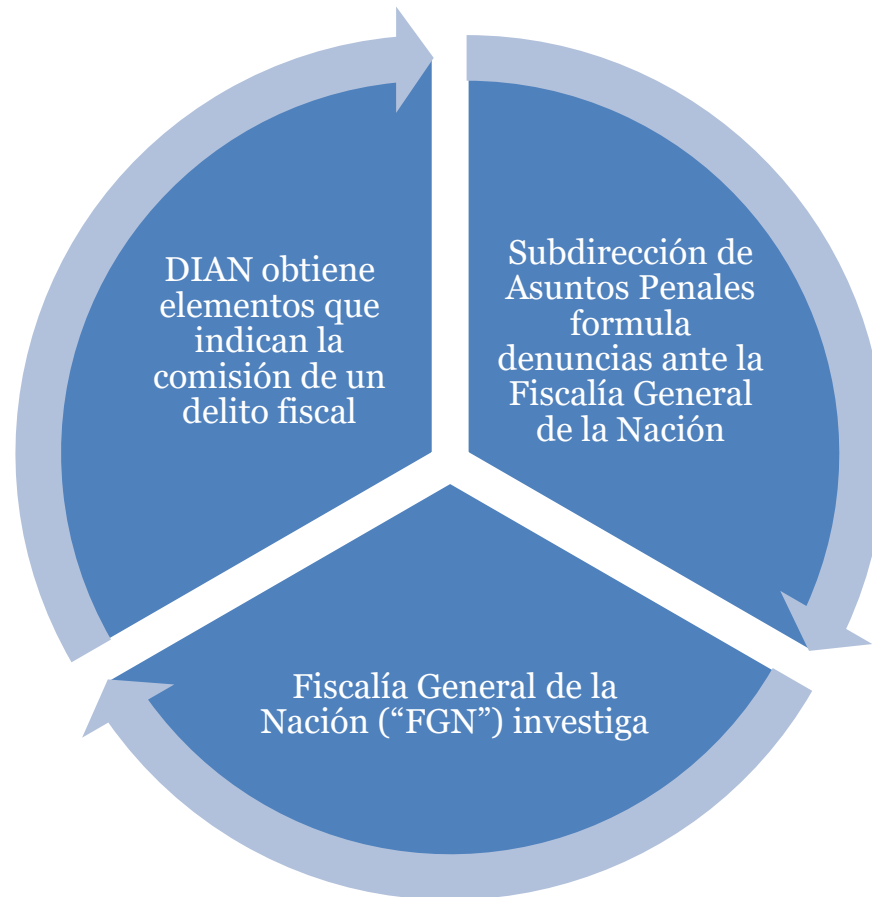 DIAN obtiene
elementos que
indican la
comisión de un
delito fiscal
Subdirección de
Asuntos Penales
formula
denuncias ante la
Fiscalía General
de la Nación
Fiscalía General de la
Nación (“FGN”) investiga